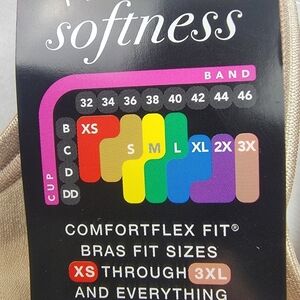 softness
BAND
32 34 36 38 40 42 44 46
B XS
C S M L XL 2X 3X
D
DD
CUP
COMFORTFLEX FIT®
BRAS FIT SIZES
XS THROUGH 3XL
AND EVERYTHING